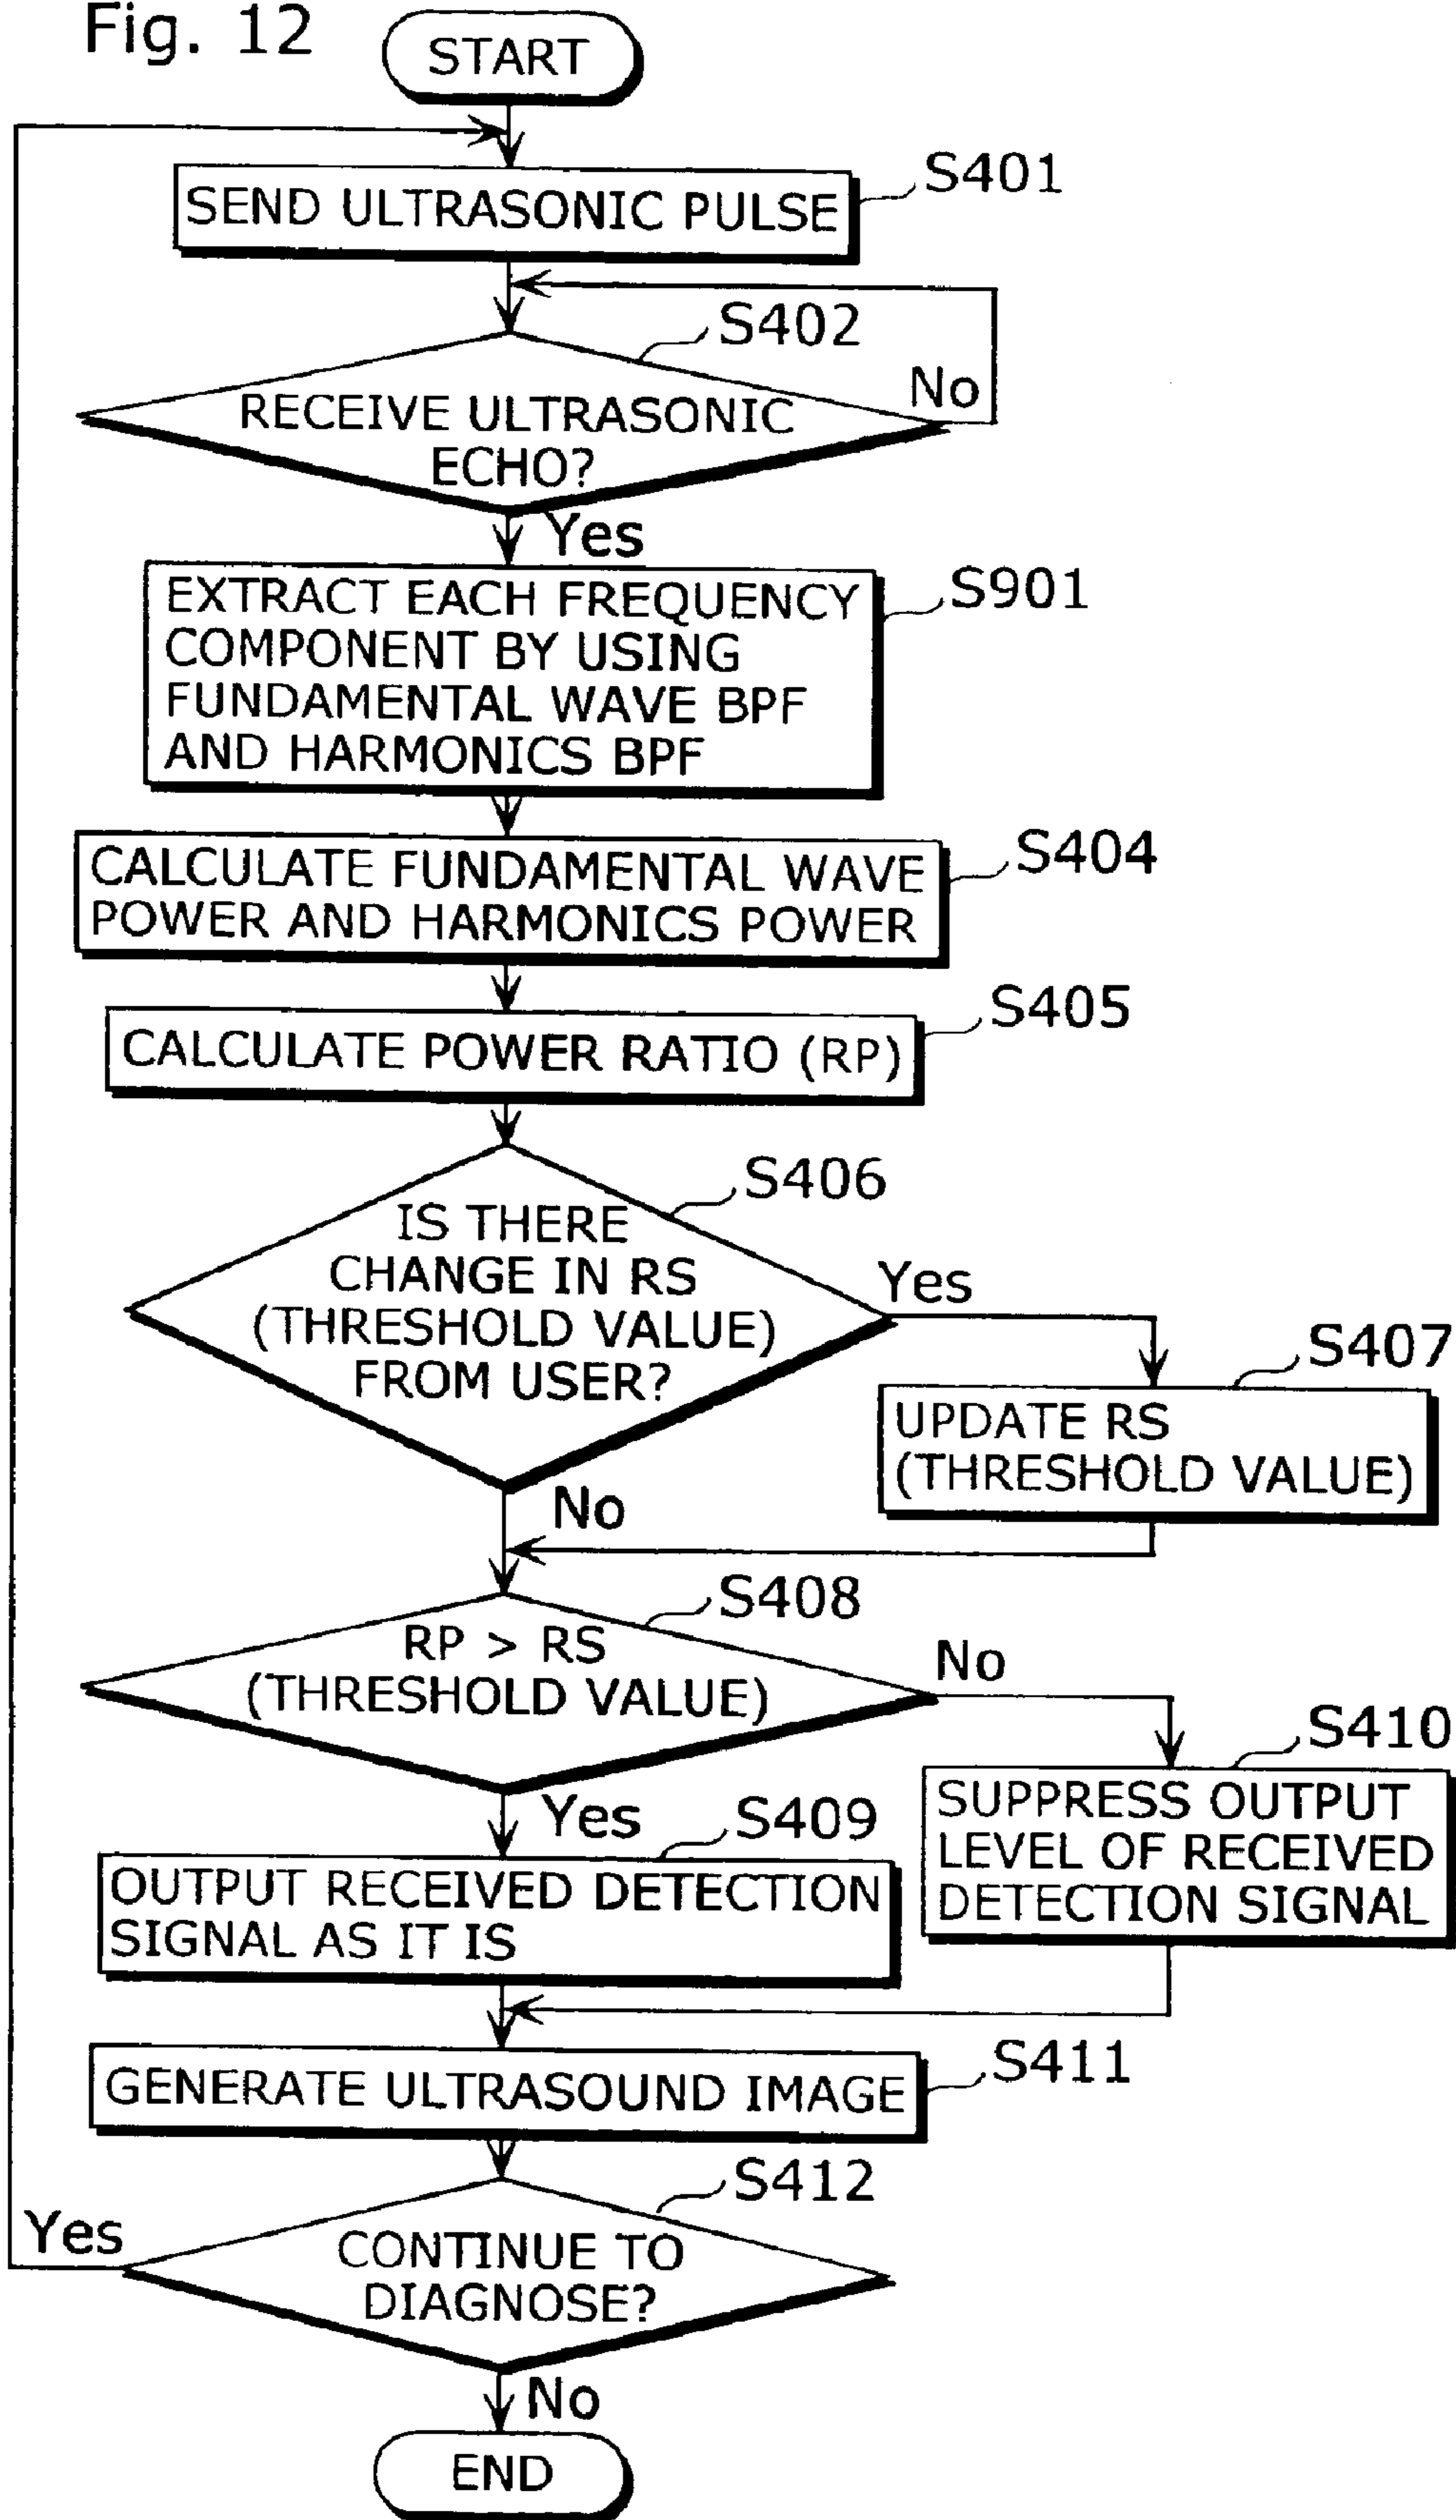 Fig. 12
START
SEND ULTRASONIC PULSE
S401
S402
RECEIVE ULTRASONIC
ECHO?
No
Yes
EXTRACT EACH FREQUENCY
COMPONENT BY USING
FUNDAMENTAL WAVE BPF
AND HARMONICS BPF
S901
CALCULATE FUNDAMENTAL WAVE
POWER AND HARMONICS POWER
S404
CALCULATE POWER RATIO (RP)
S405
S406
IS THERE
CHANGE IN RS
(THRESHOLD VALUE)
FROM USER?
Yes
S407
UPDATE RS
(THRESHOLD VALUE)
No
S408
RP > RS
(THRESHOLD VALUE)
No
S410
SUPPRESS OUTPUT
LEVEL OF RECEIVED
DETECTION SIGNAL
Yes
S409
OUTPUT RECEIVED DETECTION
SIGNAL AS IT IS
GENERATE ULTRASOUND IMAGE
S411
S412
CONTINUE TO
DIAGNOSE?
Yes
No
END